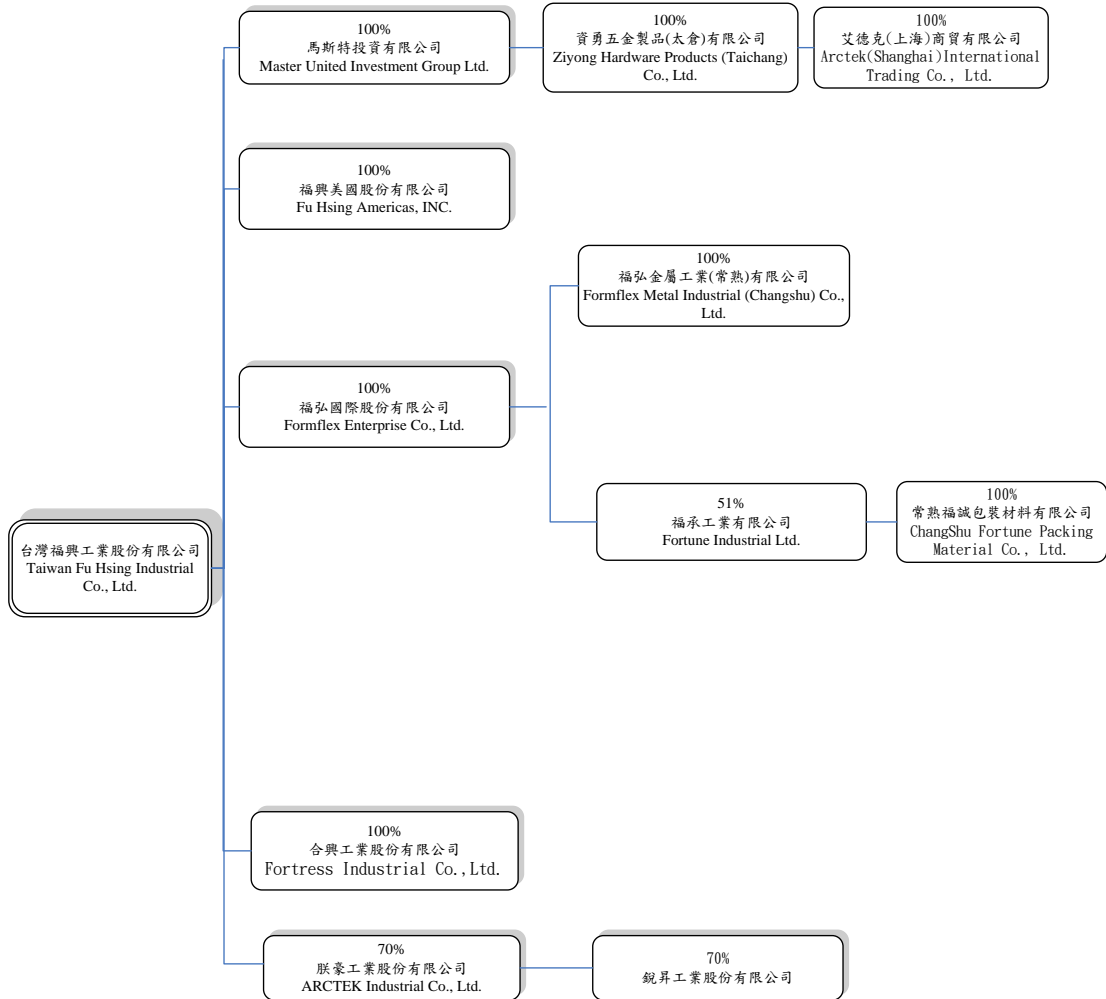 100%
馬斯特投資有限公司
Master United Investment Group Ltd.
100%
資勇五金製品(太倉)有限公司
Ziyong Hardware Products (Taichang)
Co., Ltd.
100%
艾德克(上海)商貿有限公司
Arctek(Shanghai)International
Trading Co., Ltd.
100%
福興美國股份有限公司
Fu Hsing Americas, INC.
100%
福弘金屬工業(常熟)有限公司
Formflex Metal Industrial (Changshu) Co.,
Ltd.
100%
福弘國際股份有限公司
Formflex Enterprise Co., Ltd.
51%
福承工業有限公司
Fortune Industrial Ltd.
100%
常熟福誠包裝材料有限公司
ChangShu Fortune Packing
Material Co., Ltd.
台灣福興工業股份有限公司
Taiwan Fu Hsing Industrial
Co., Ltd.
100%
合興工業股份有限公司
Fortress Industrial Co.,Ltd.
70%
朕豪工業股份有限公司
ARCTEK Industrial Co., Ltd.
70%
銳昇工業股份有限公司